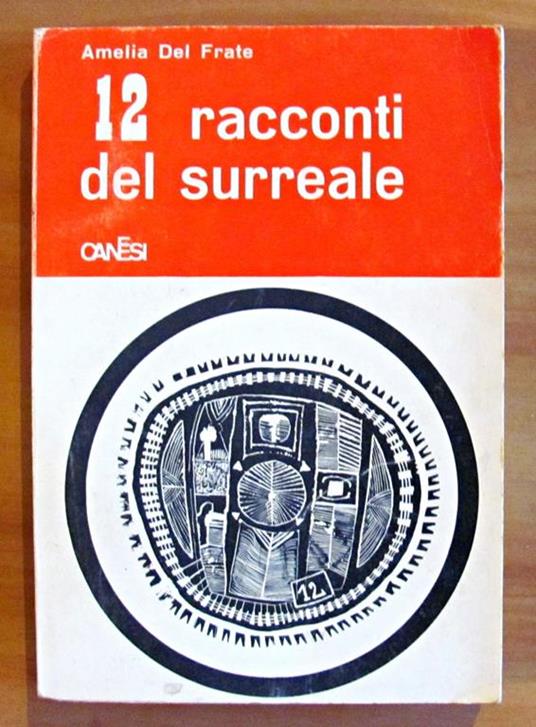 Amelia Del Frate
12 racconti
del surreale
CANESI
12.